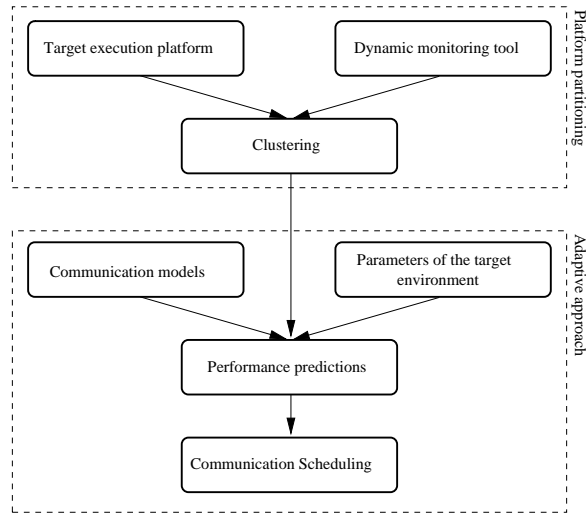 Target execution platform
Dynamic monitoring tool
Clustering
Platform partitioning
Communication models
Parameters of the target
environment
Performance predictions
Communication Scheduling
Adaptive approach